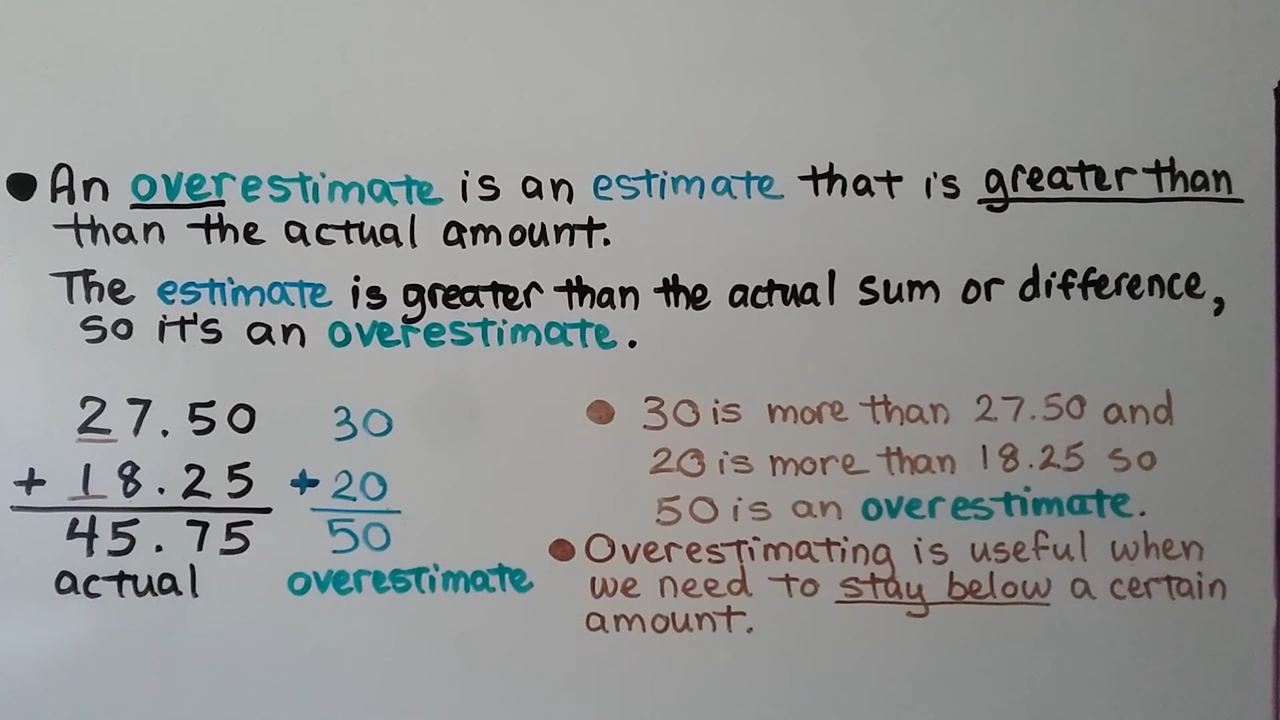 ● An overestimate is an estimate that is greater than
than the actual amount.
The estimate is greater than the actual sum or difference,
so it's an overestimate.
27.50 30
+ 18.25 + 20
45.75 50
actual overestimate
● 30 is more than 27.50 and
20 is more than 18.25 so
50 is an overestimate.
● Overestimating is useful when
we need to stay below a certain
amount.